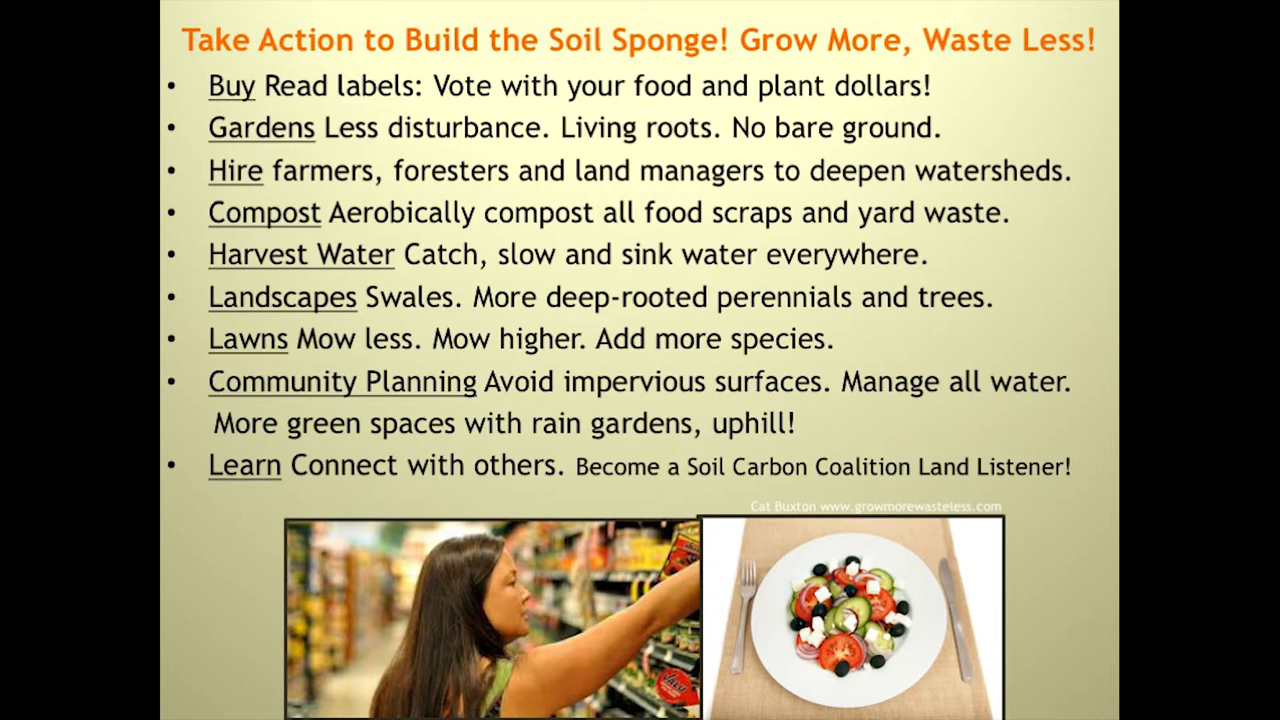 Take Action to Build the Soil Sponge! Grow More, Waste Less!
• Buy Read labels: Vote with your food and plant dollars!
• Gardens Less disturbance. Living roots. No bare ground.
• Hire farmers, foresters and land managers to deepen watersheds.
• Compost Aerobically compost all food scraps and yard waste.
• Harvest Water Catch, slow and sink water everywhere.
• Landscapes Swales. More deep-rooted perennials and trees.
• Lawns Mow less. Mow higher. Add more species.
• Community Planning Avoid impervious surfaces. Manage all water.
More green spaces with rain gardens, uphill!
• Learn Connect with others. Become a Soil Carbon Coalition Land Listener!
Cat Buxton www.growmorewasteless.com